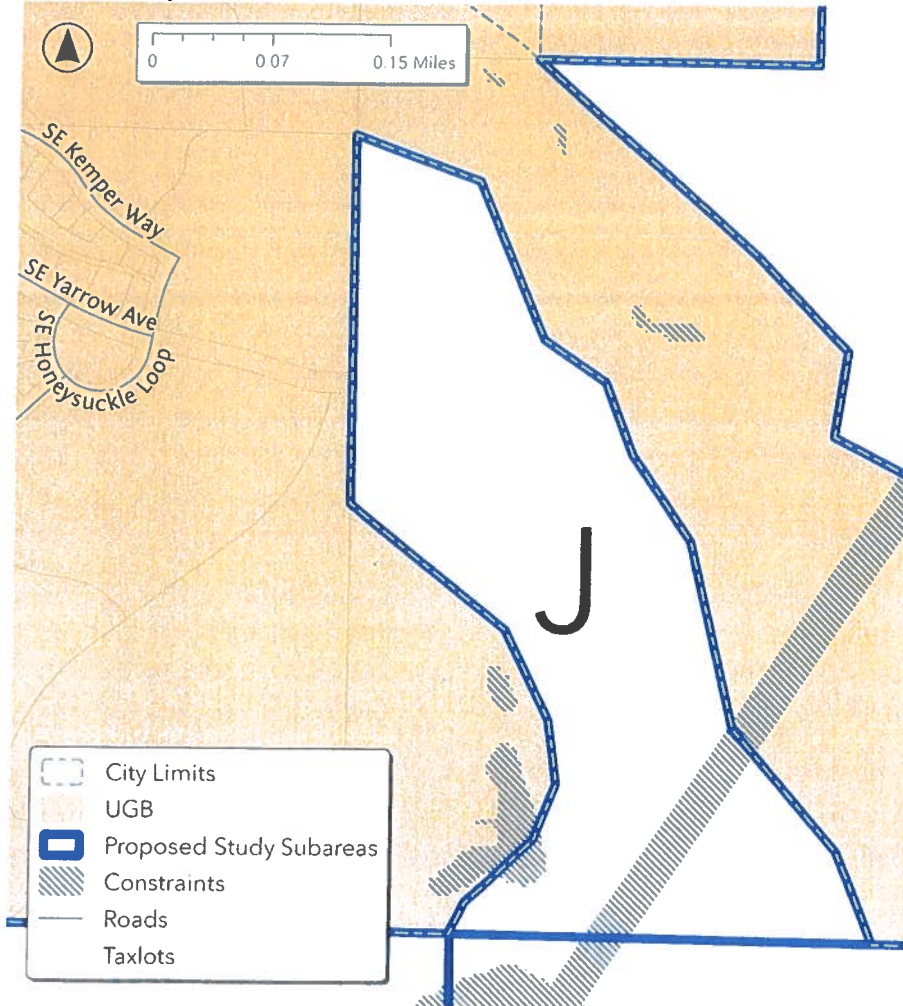 0 0.07 0.15 Miles
SE Kemper Way
SE Yarrow Ave
SE Honeysuckle Loop
J
City Limits
UGB
Proposed Study Subareas
Constraints
Roads
Taxlots